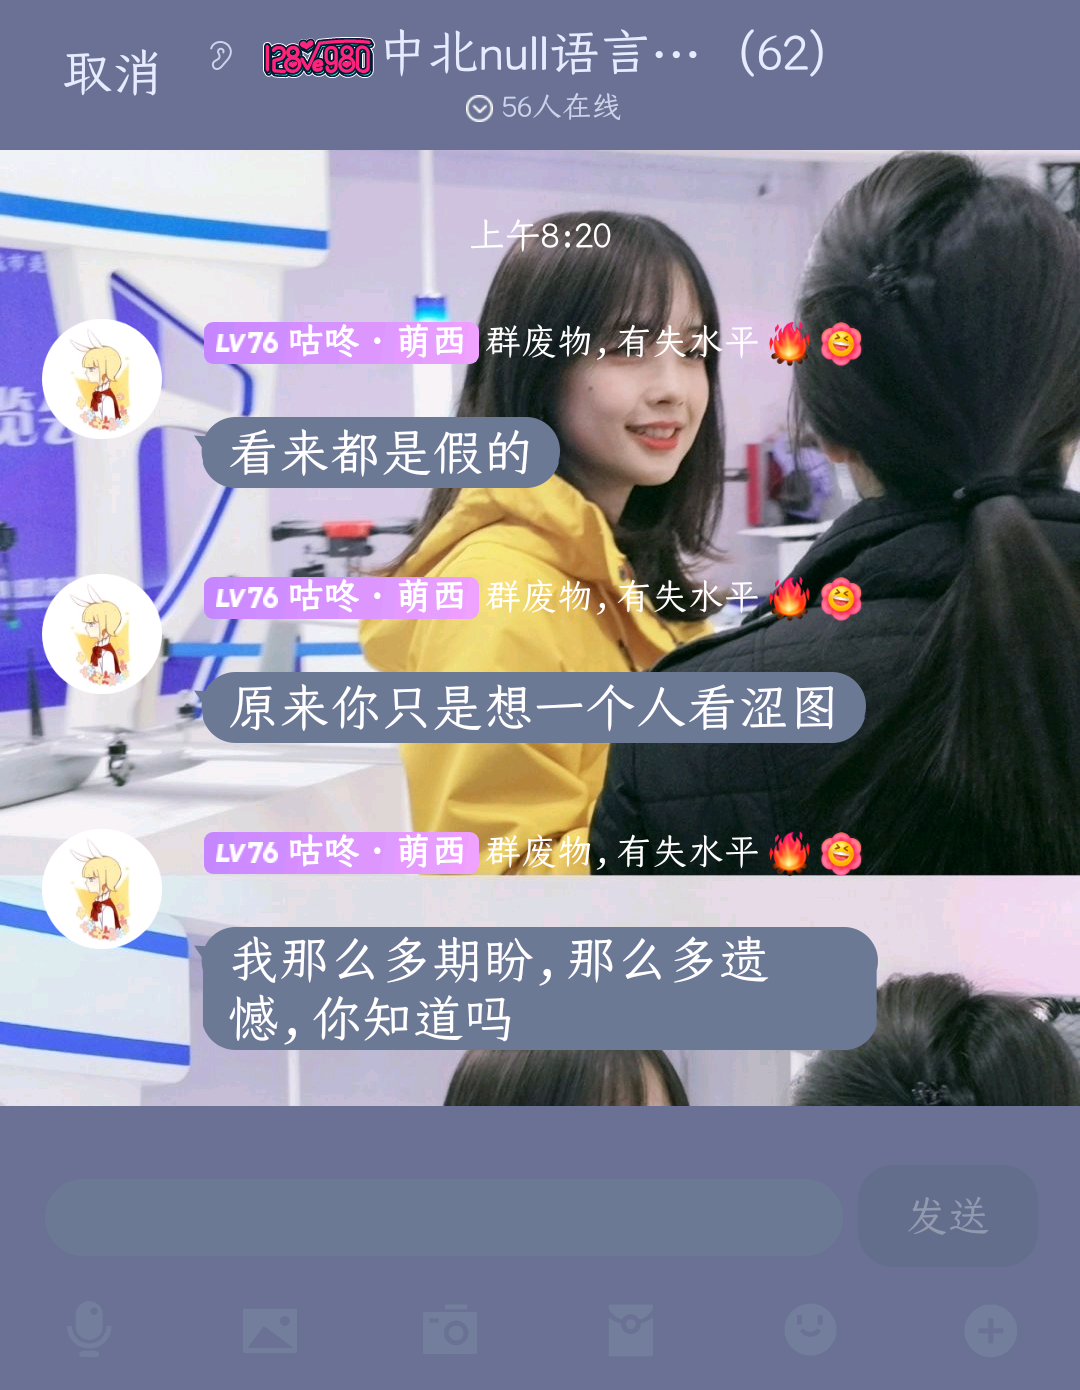 取消
128√e980 中北null语言… (62)
56人在线
上午8:20
LV76 咕咚·萌西 群废物,有失水平
看来都是假的
LV76 咕咚·萌西 群废物,有失水平
原来你只是想一个人看涩图
LV76 咕咚·萌西 群废物,有失水平
我那么多期盼,那么多遗
憾,你知道吗
发送